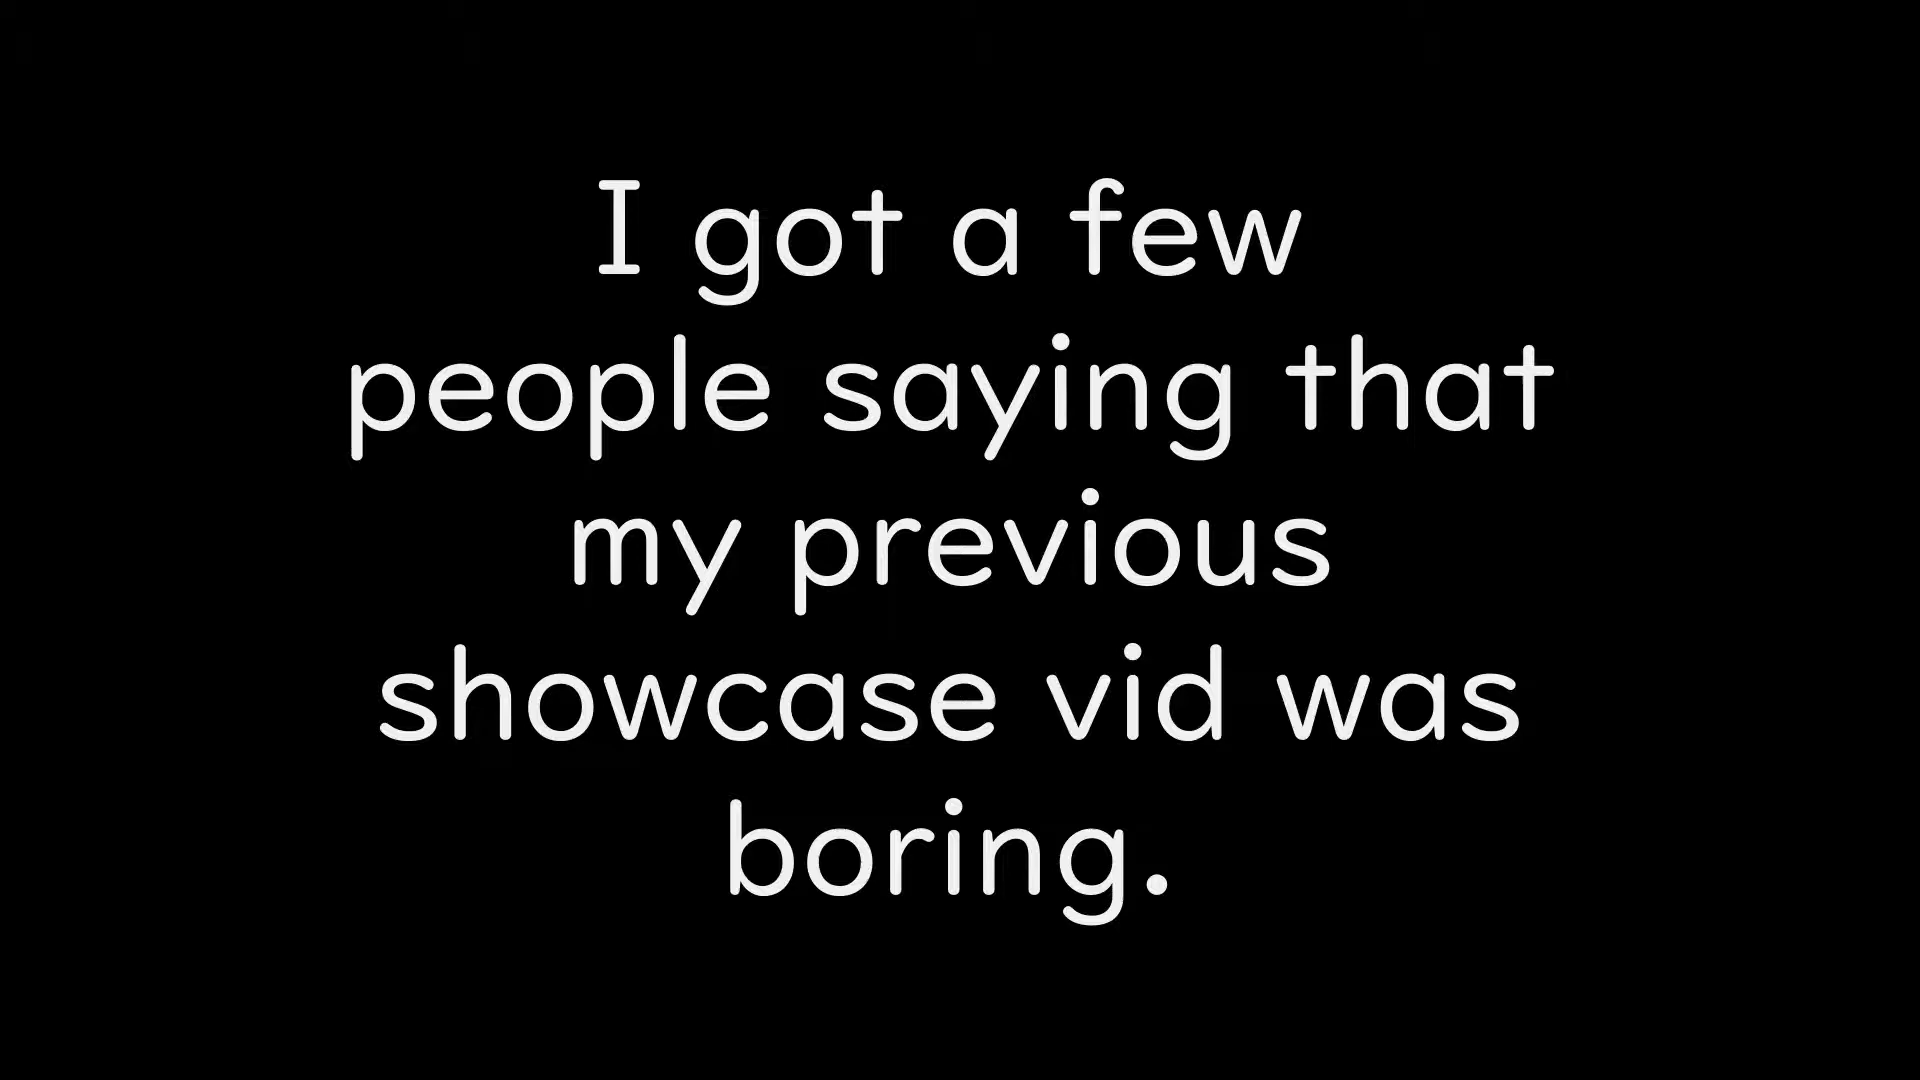 I got a few
people saying that
my previous
showcase vid was
boring.